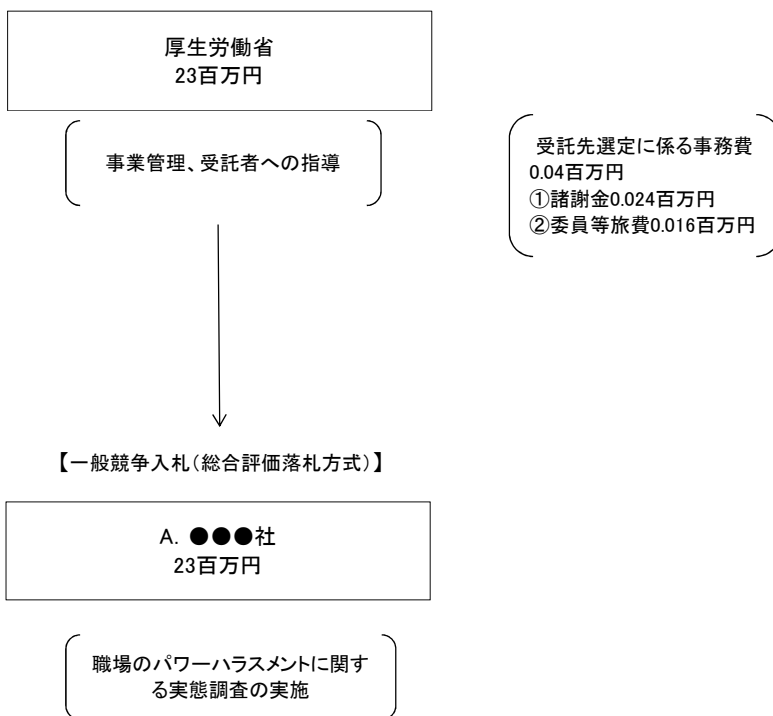 厚生労働省
23百万円
事業管理、受託者への指導
受託先選定に係る事務費
0.04百万円
①諸謝金0.024百万円
②委員等旅費0.016百万円
【一般競争入札（総合評価落札方式）】
A. ●●●社
23百万円
職場のパワーハラスメントに関す
る実態調査の実施